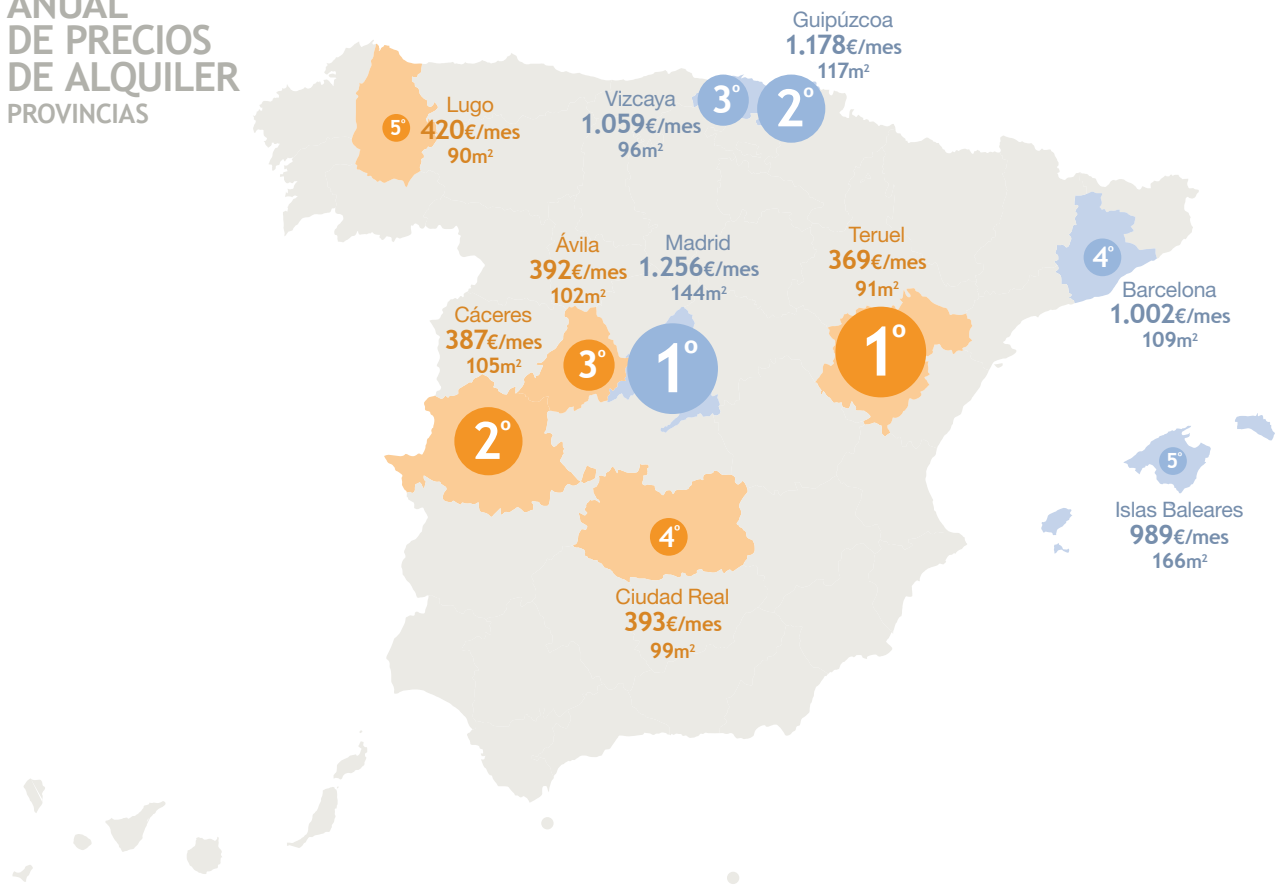 ANUAL
DE PRECIOS
DE ALQUILER
PROVINCIAS
Guipúzcoa
1.178€/mes
117m²
Vizcaya
1.059€/mes
96m²
3º
2º
Lugo
420€/mes
90m²
5º
Ávila
392€/mes
102m²
Madrid
1.256€/mes
144m²
Teruel
369€/mes
91m²
4º
Barcelona
1.002€/mes
109m²
Cáceres
387€/mes
105m²
3º
1º
1º
2º
5º
Islas Baleares
989€/mes
166m²
4º
Ciudad Real
393€/mes
99m²